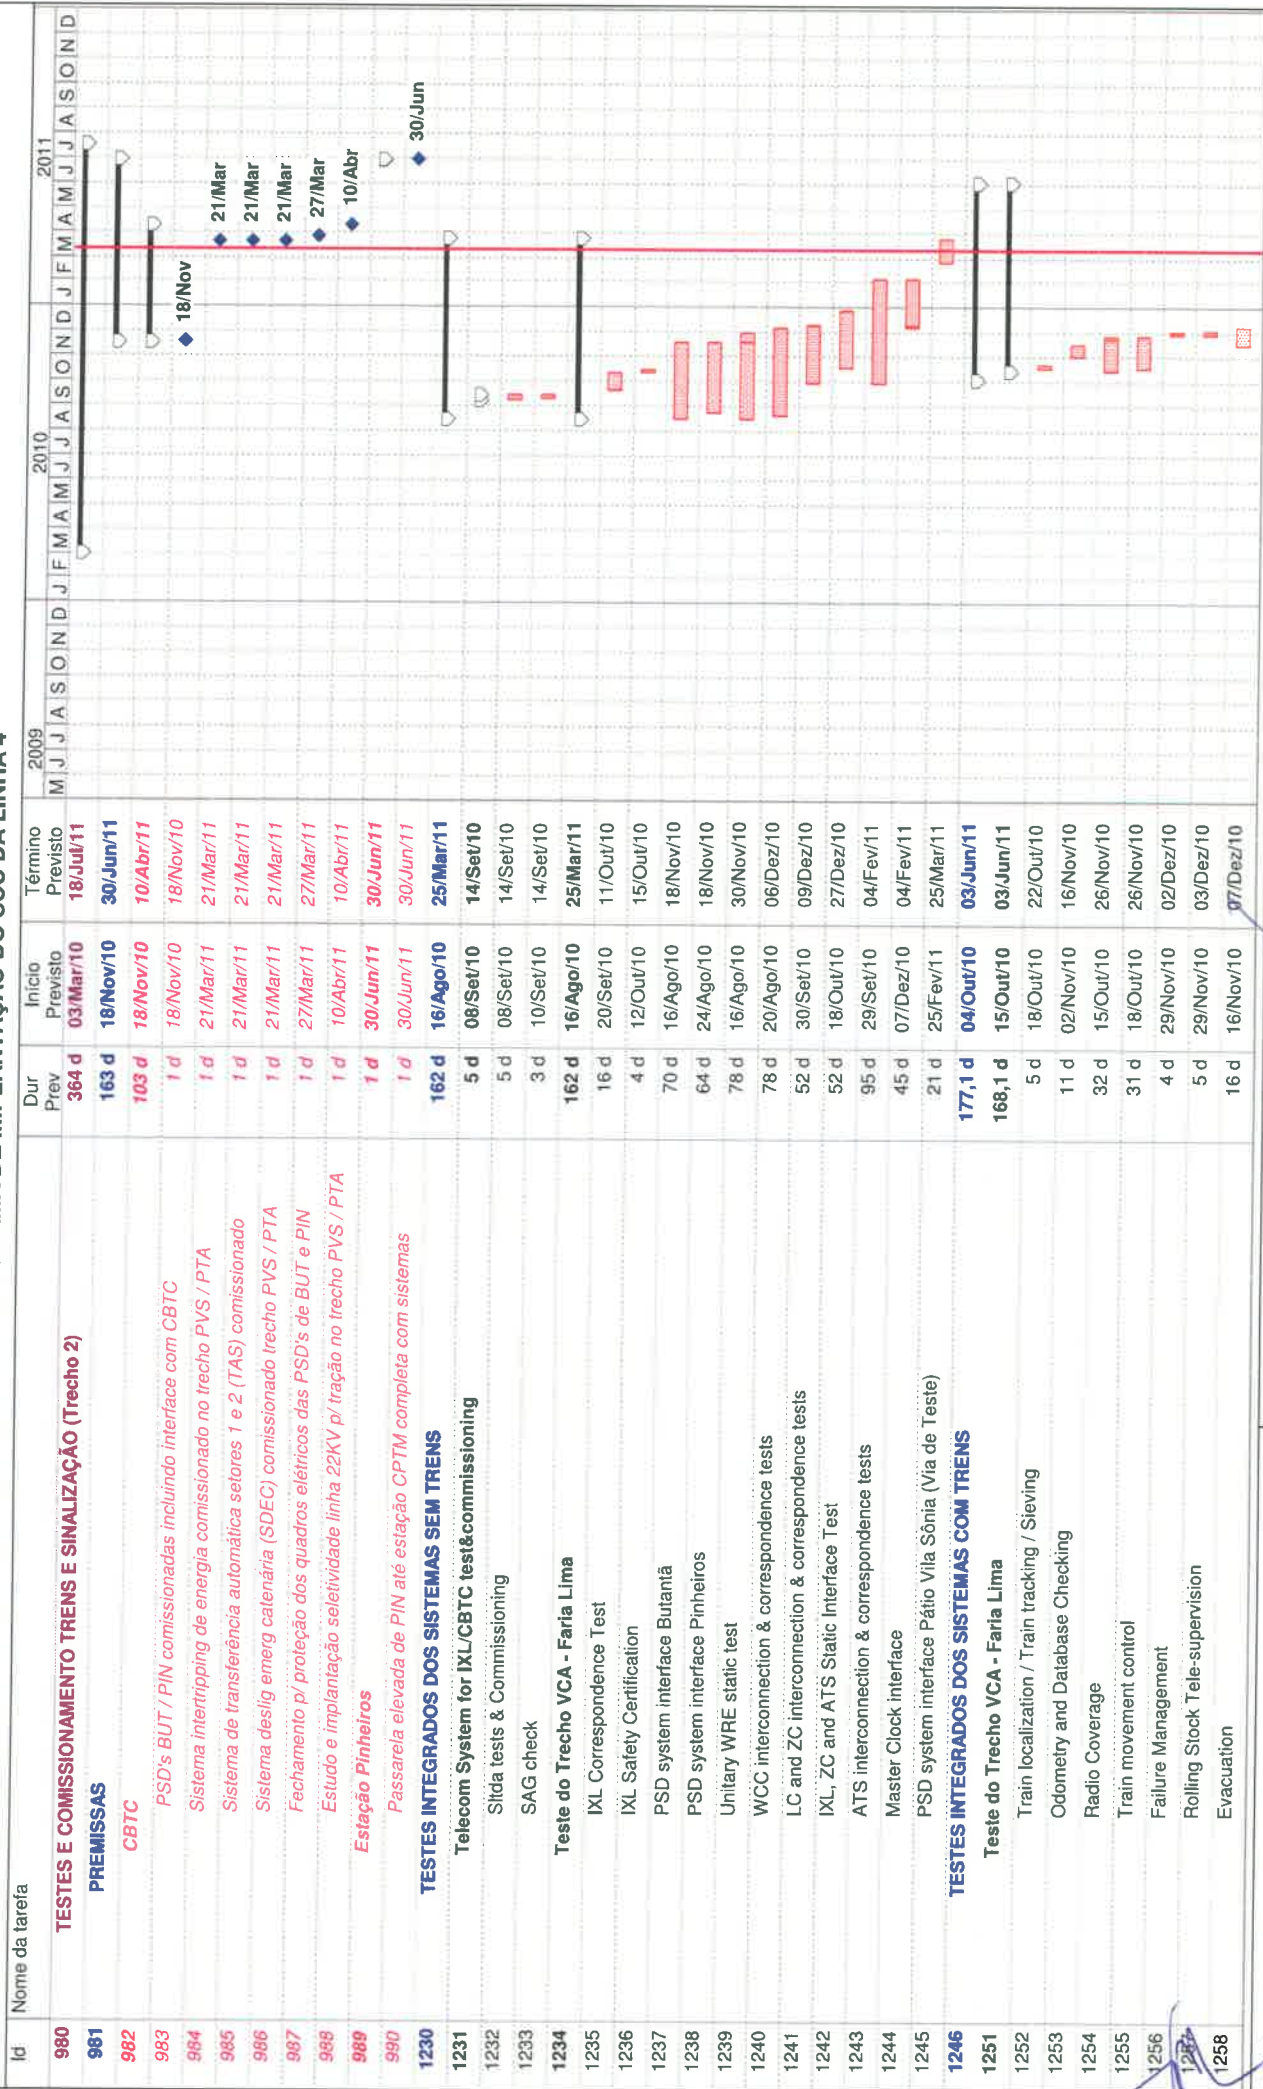 Id Nome da tarefa Dur Prev Início Previsto Término Previsto 2009 2010 2011
M J J A S O N D J F M A M J J A S O N D J F M A M J J A S O N D
980 TESTES E COMISSIONAMENTO TRENS E SINALIZAÇÃO (Trecho 2) 364 d 03/Mar/10 18/Jul/11
981 PREMISSAS 163 d 18/Nov/10 30/Jun/11
982 CBTC 103 d 18/Nov/10 10/Abr/11
983 PSD's BUT / PIN comissionadas incluindo interface com CBTC 1 d 18/Nov/10 18/Nov/10 18/Nov
984 Sistema intertripping de energia comissionado no trecho PVS / PTA 1 d 21/Mar/11 21/Mar/11 21/Mar
985 Sistema de transferência automática setores 1 e 2 (TAS) comissionado 1 d 21/Mar/11 21/Mar/11 21/Mar
986 Sistema deslig emerg catenária (SDEC) comissionado trecho PVS / PTA 1 d 21/Mar/11 21/Mar/11 21/Mar
987 Fechamento p/ proteção dos quadros elétricos das PSD's de BUT e PIN 1 d 27/Mar/11 27/Mar/11 27/Mar
988 Estudo e implantação seletividade linha 22KV p/ tração no trecho PVS / PTA 1 d 10/Abr/11 10/Abr/11 10/Abr
989 Estação Pinheiros 1 d 30/Jun/11 30/Jun/11
990 Passarela elevada de PIN até estação CPTM completa com sistemas 1 d 30/Jun/11 30/Jun/11 30/Jun
1230 TESTES INTEGRADOS DOS SISTEMAS SEM TRENS 162 d 16/Ago/10 25/Mar/11
1231 Telecom System for IXL/CBTC test&commissioning 5 d 08/Set/10 14/Set/10
1232 Sitda tests & Commissioning 5 d 08/Set/10 14/Set/10
1233 SAG check 3 d 10/Set/10 14/Set/10
1234 Teste do Trecho VCA - Faria Lima 162 d 16/Ago/10 25/Mar/11
1235 IXL Correspondence Test 16 d 20/Set/10 11/Out/10
1236 IXL Safety Certification 4 d 12/Out/10 15/Out/10
1237 PSD system interface Butantã 70 d 16/Ago/10 18/Nov/10
1238 PSD system interface Pinheiros 64 d 24/Ago/10 18/Nov/10
1239 Unitary WRE static test 78 d 16/Ago/10 30/Nov/10
1240 WCC interconnection & correspondence tests 78 d 20/Ago/10 06/Dez/10
1241 LC and ZC interconnection & correspondence tests 52 d 30/Set/10 09/Dez/10
1242 IXL, ZC and ATS Static Interface Test 52 d 18/Out/10 27/Dez/10
1243 ATS interconnection & correspondence tests 95 d 29/Set/10 04/Fev/11
1244 Master Clock interface 45 d 07/Dez/10 04/Fev/11
1245 PSD system interface Pátio Vila Sônia (Via de Teste) 21 d 25/Fev/11 25/Mar/11
1246 TESTES INTEGRADOS DOS SISTEMAS COM TRENS 177,1 d 04/Out/10 03/Jun/11
1251 Teste do Trecho VCA - Faria Lima 168,1 d 15/Out/10 03/Jun/11
1252 Train localization / Train tracking / Sieving 5 d 18/Out/10 22/Out/10
1253 Odometry and Database Checking 11 d 02/Nov/10 16/Nov/10
1254 Radio Coverage 32 d 15/Out/10 26/Nov/10
1255 Train movement control 31 d 18/Out/10 26/Nov/10
1256 Failure Management 4 d 29/Nov/10 02/Dez/10
1257 Rolling Stock Tele-supervision 5 d 29/Nov/10 03/Dez/10
1258 Evacuation 16 d 16/Nov/10 07/Dez/10